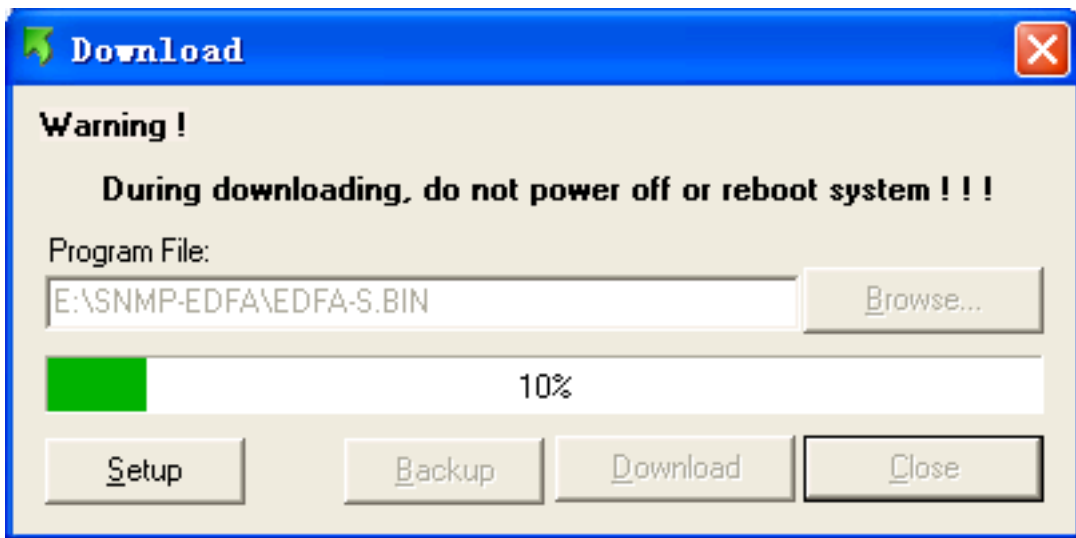 Download
Warning !
During downloading, do not power off or reboot system ! ! !
Program File:
E:\SNMP-EDFA\EDFA-S.BIN
Browse...
10%
Setup
Backup
Download
Close